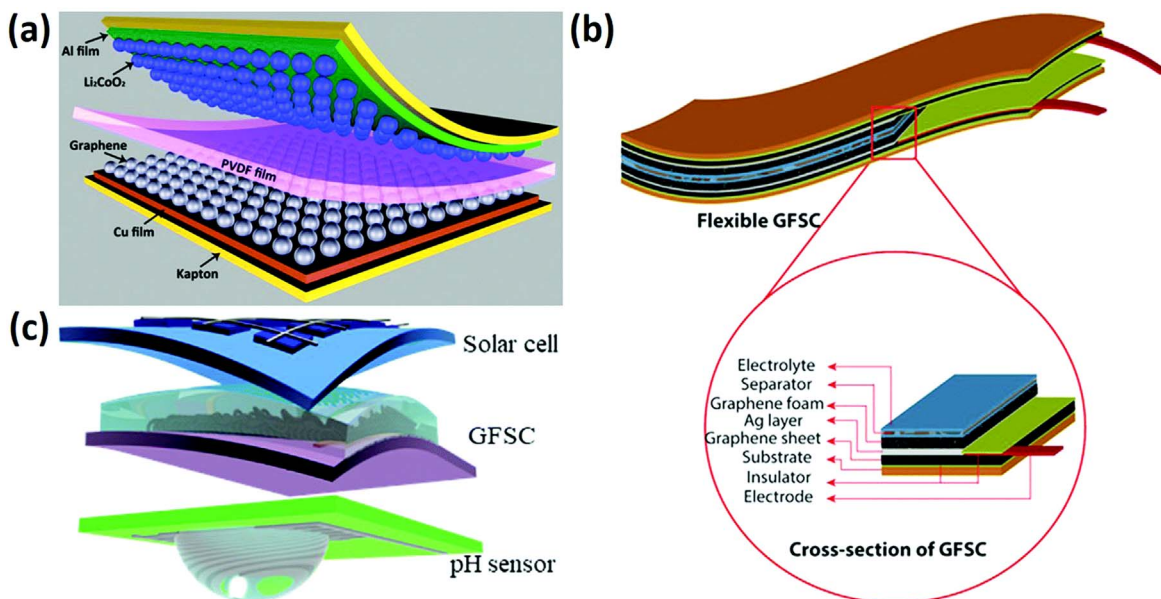 (a)
Al film
Li₂CoO₂
Graphene
PVDF film
Cu film
Kapton
(b)
Flexible GFSC
Electrolyte
Separator
Graphene foam
Ag layer
Graphene sheet
Substrate
Insulator
Electrode
Cross-section of GFSC
(c)
Solar cell
GFSC
pH sensor